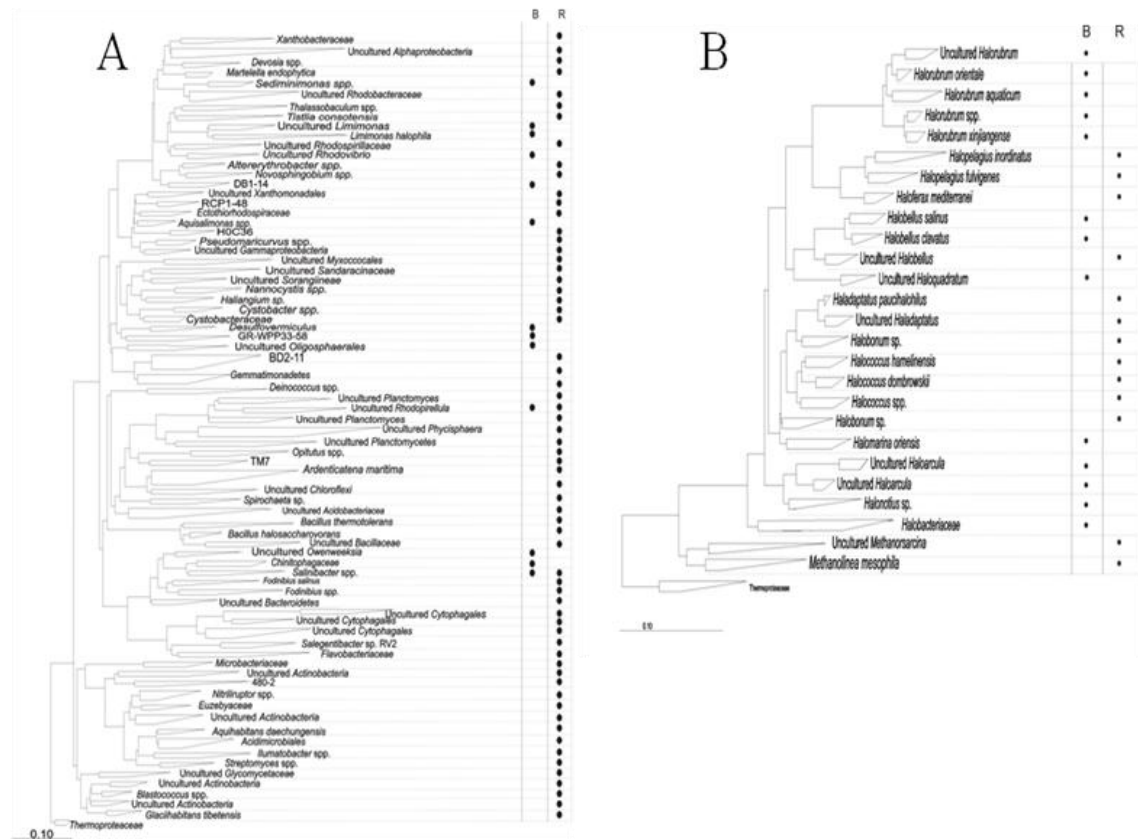 A
B R
Xanthobacteraceae
Uncultured Alphaproteobacteria
Devosia spp.
Martelella endophytica
Sediminimonas spp.
Uncultured Rhodobacteraceae
Thalassobaculum spp.
Tistlia consotensis
Uncultured Limimonas
Limimonas halophila
Uncultured Rhodospirillaceae
Uncultured Rhodovibrio
Altererythrobacter spp.
Novosphingobium spp.
DB1-14
Uncultured Xanthomonadales
RCP1-48
Ectothiorhodospiraceae
Aquisalimonas spp.
HOC36
Pseudomaricurvus spp.
Uncultured Gammaproteobacteria
Uncultured Myxococcales
Uncultured Sandaracinaceae
Uncultured Sorangiineae
Nannocystis spp.
Haliangium sp.
Cystobacter spp.
Cystobacteraceae
Desulfovermiculus
GR-WPP33-58
Uncultured Oligosphaerales
BD2-11
Gemmatimonadetes
Deinococcus spp.
Uncultured Planctomyces
Uncultured Rhodopirellula
Uncultured Planctomyces
Uncultured Phycisphaera
Uncultured Planctomycetes
Opitutus spp.
TM7
Ardenticatena maritima
Uncultured Chloroflexi
Spirochaeta sp.
Uncultured Acidobacteriacea
Bacillus thermotolerans
Bacillus halosaccharovorans
Uncultured Bacillaceae
Uncultured Owenweeksia
Chinitophagaceae
Salinibacter spp.
Fodinibius salinus
Fodinibius spp.
Uncultured Bacteroidetes
Uncultured Cytophagales
Uncultured Cytophagales
Uncultured Cytophagales
Salegentibacter sp. RV2
Flavobacteriaceae
Microbacteriaceae
Uncultured Actinobacteria
480-2
Nitriliruptor spp.
Euzebyaceae
Uncultured Actinobacteria
Aquihabitans daechungensis
Acidimicrobiales
Ilumatobacter spp.
Streptomyces spp.
Uncultured Glycomycetaceae
Uncultured Actinobacteria
Blastococcus spp.
Uncultured Actinobacteria
Glaciihabitans tibetensis
Thermoproteaceae
0.10
B
B R
Uncultured Halorubrum
Halorubrum orientale
Halorubrum aquaticum
Halorubrum spp.
Halorubrum xinjiangense
Halopelagius inordinatus
Halopelagius fulvigenes
Haloferax mediterranei
Halobellus salinus
Halobellus clavatus
Uncultured Halobellus
Uncultured Haloquadratum
Haladaptatus paucihalohilus
Uncultured Haladaptatus
Halobonum sp.
Halococcus hamelinensis
Halococcus dombrowskii
Halococcus spp.
Halobonum sp.
Halomarina oriensis
Uncultured Haloarcula
Uncultured Haloarcula
Halonotius sp.
Halobacteriaceae
Uncultured Methanorsarcina
Methanolinea mesophila
Thermoproteaceae
0.10